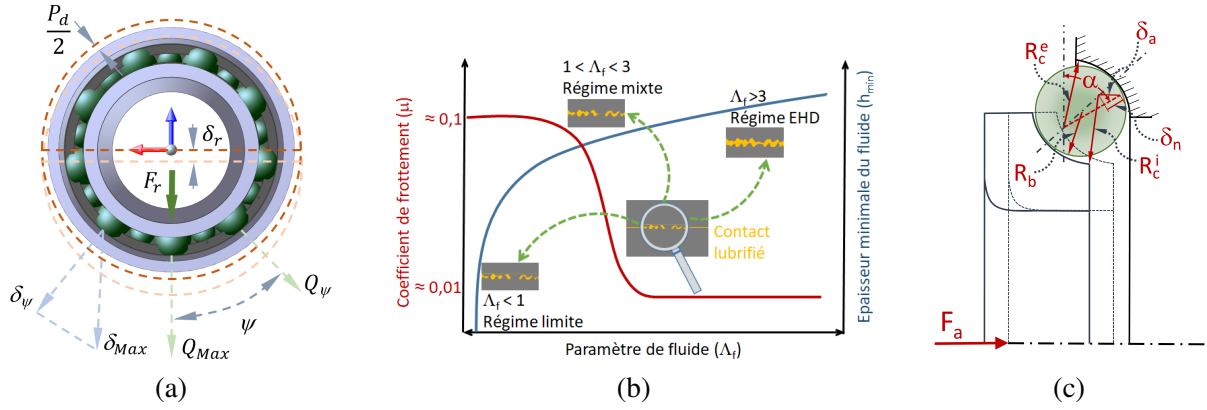 P_d
2
δ_r
F_r
δ_ψ
δ_Max
Q_Max
ψ
Q_ψ
(a)
Coefficient de frottement (μ)
≈ 0,1
≈ 0,01
1 < Λ_f < 3
Régime mixte
Λ_f >3
Régime EHD
Contact
lubrifié
Λ_f < 1
Régime limite
Paramètre de fluide (Λ_f)
Epaisseur minimale du fluide (h_min)
(b)
R_c^e
δ_a
α
δ_n
R_b
R_c^i
F_a
(c)